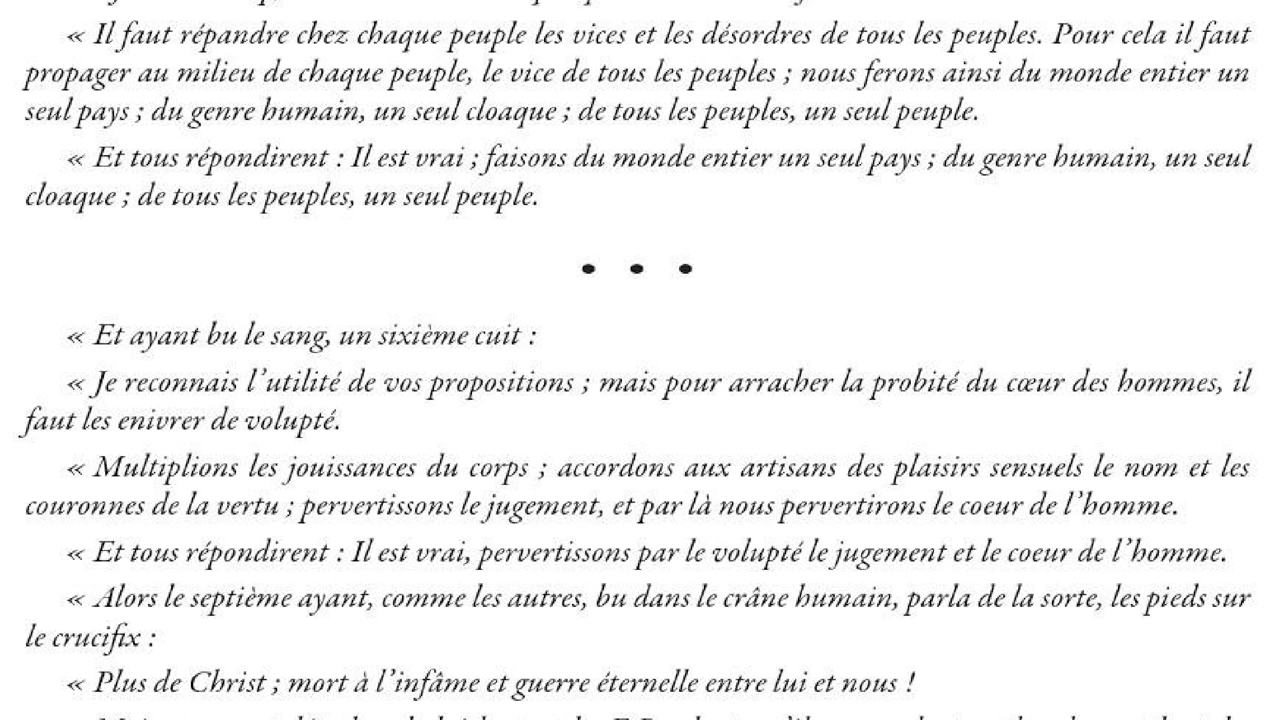 « Il faut répandre chez chaque peuple les vices et les désordres de tous les peuples. Pour cela il faut
propager au milieu de chaque peuple, le vice de tous les peuples ; nous ferons ainsi du monde entier un
seul pays ; du genre humain, un seul cloaque ; de tous les peuples, un seul peuple.
« Et tous répondirent : Il est vrai ; faisons du monde entier un seul pays ; du genre humain, un seul
cloaque ; de tous les peuples, un seul peuple.
• • •
« Et ayant bu le sang, un sixième cuit :
« Je reconnais l'utilité de vos propositions ; mais pour arracher la probité du cœur des hommes, il
faut les enivrer de volupté.
« Multiplions les jouissances du corps ; accordons aux artisans des plaisirs sensuels le nom et les
couronnes de la vertu ; pervertissons le jugement, et par là nous pervertirons le coeur de l'homme.
« Et tous répondirent : Il est vrai, pervertissons par le volupté le jugement et le coeur de l'homme.
« Alors le septième ayant, comme les autres, bu dans le crâne humain, parla de la sorte, les pieds sur
le crucifix :
« Plus de Christ ; mort à l'infâme et guerre éternelle entre lui et nous !